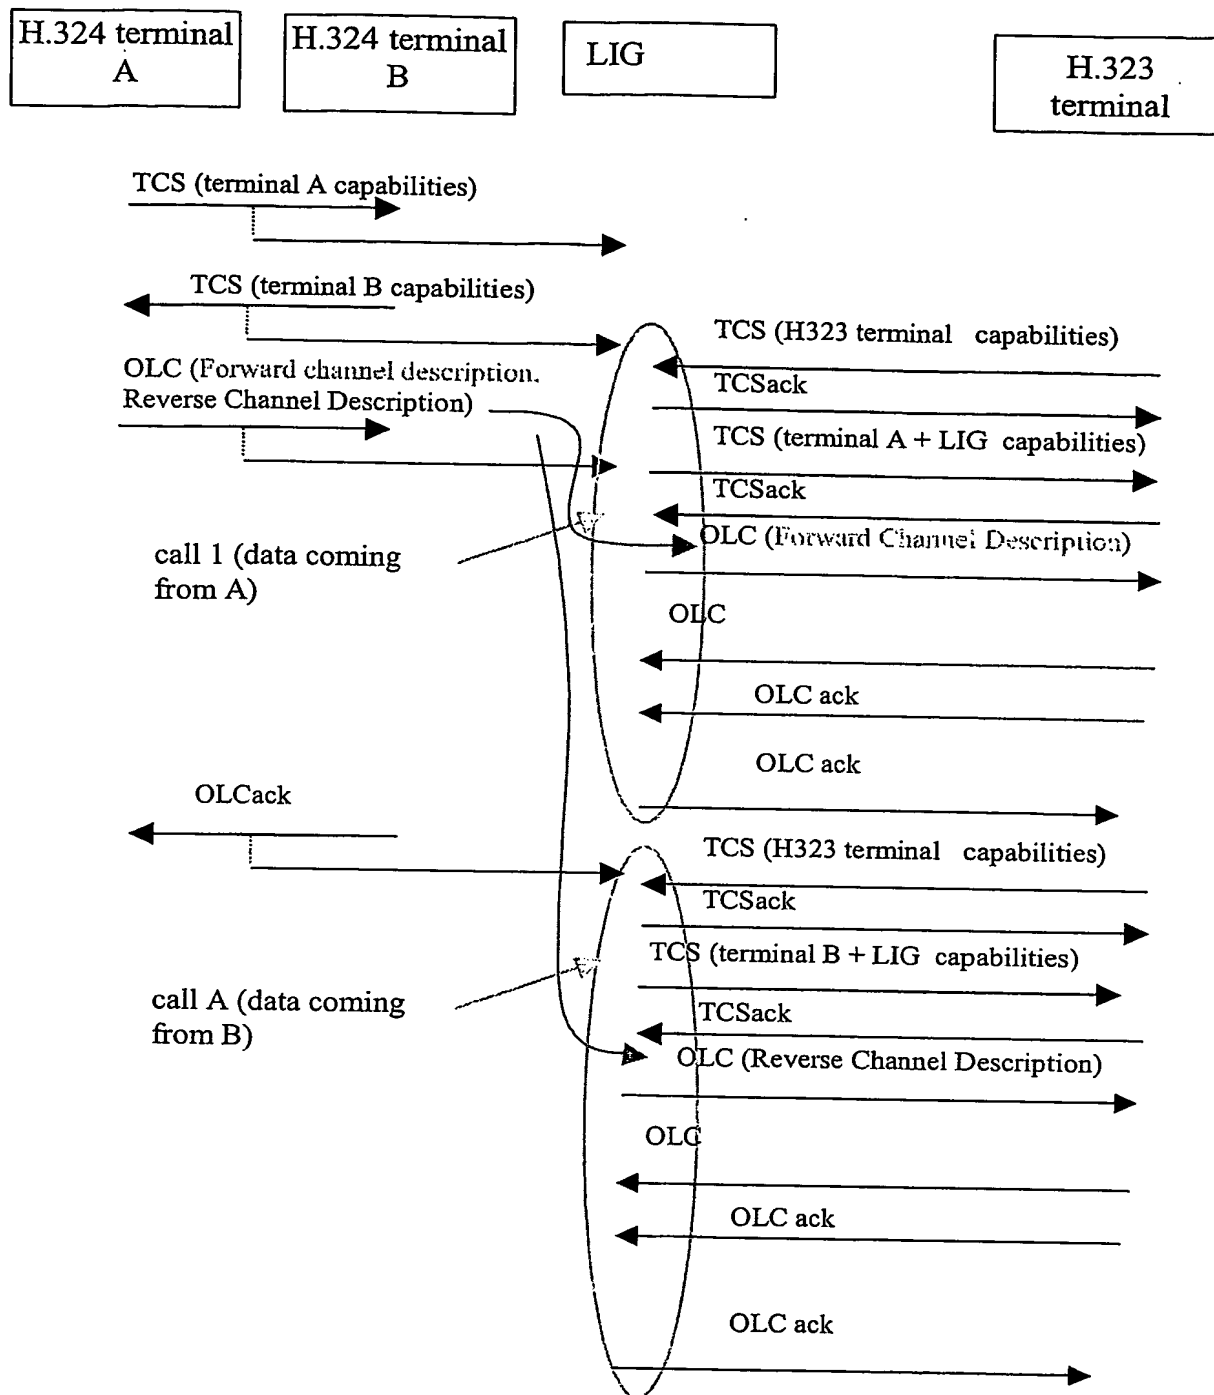 H.324 terminal
A
H.324 terminal
B
LIG
H.323
terminal
TCS (terminal A capabilities)
TCS (terminal B capabilities)
TCS (H323 terminal capabilities)
OLC (Forward channel description.
Reverse Channel Description)
TCSack
TCS (terminal A + LIG capabilities)
TCSack
OLC (Forward Channel Description)
call 1 (data coming
from A)
OLC
OLC ack
OLC ack
OLCack
TCS (H323 terminal capabilities)
TCSack
TCS (terminal B + LIG capabilities)
call A (data coming
from B)
TCSack
OLC (Reverse Channel Description)
OLC
OLC ack
OLC ack